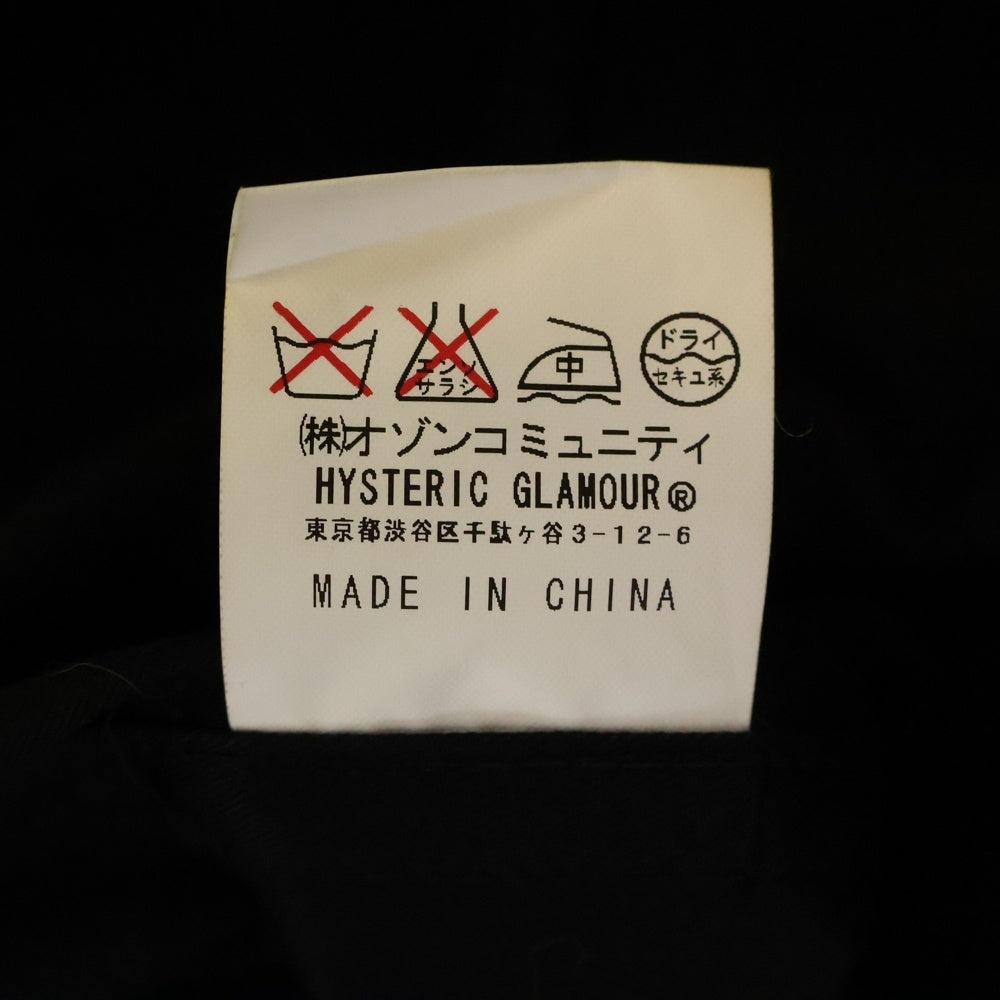 エンソ
サラシ
中
ドライ
セキユ系
㈱オゾンコミュニティ
HYSTERIC GLAMOUR®
東京都渋谷区千駄ヶ谷3-12-6
MADE IN CHINA